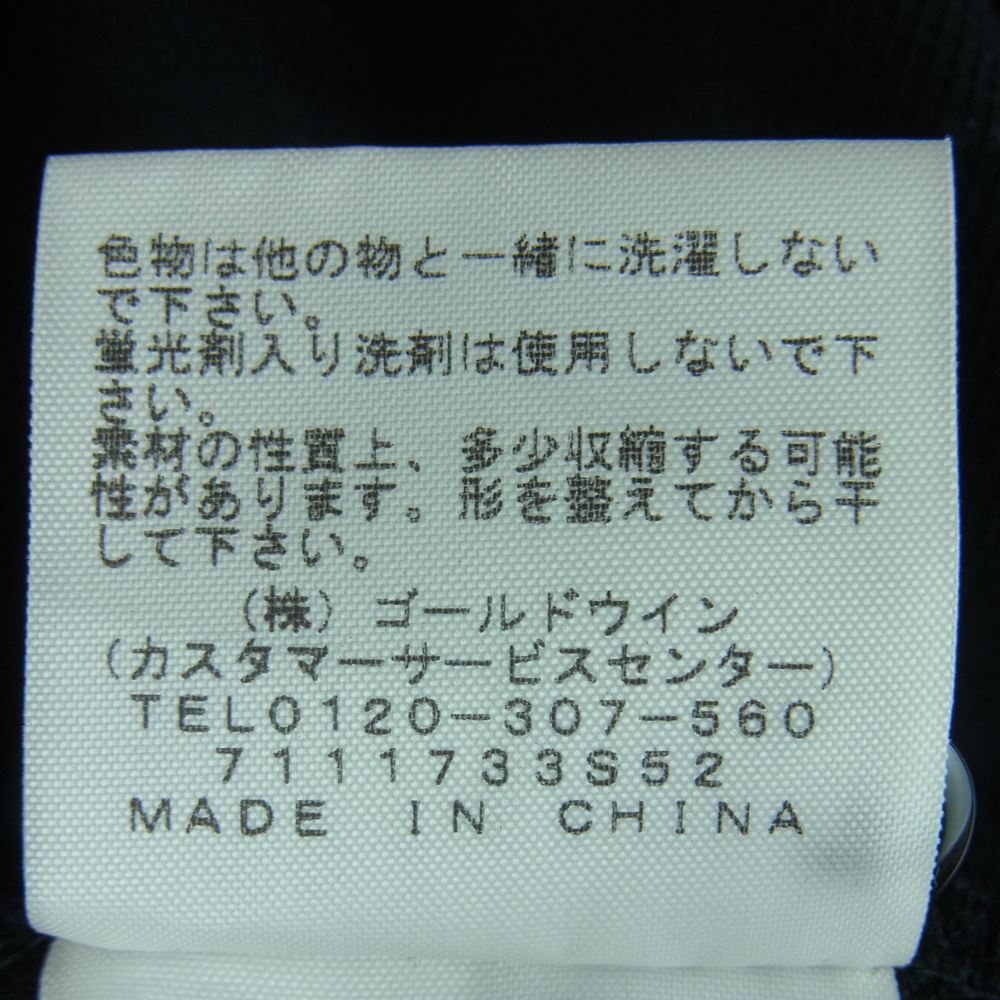 色物は他の物と一緒に洗濯しない
で下さい。
蛍光剤入り洗剤は使用しないで下
さい。
素材の性質上、多少収縮する可能
性があります。形を整えてから干
して下さい。
(株)ゴールドウイン
(カスタマーサービスセンター)
TEL0120-307-560
7111733S52
MADE IN CHINA